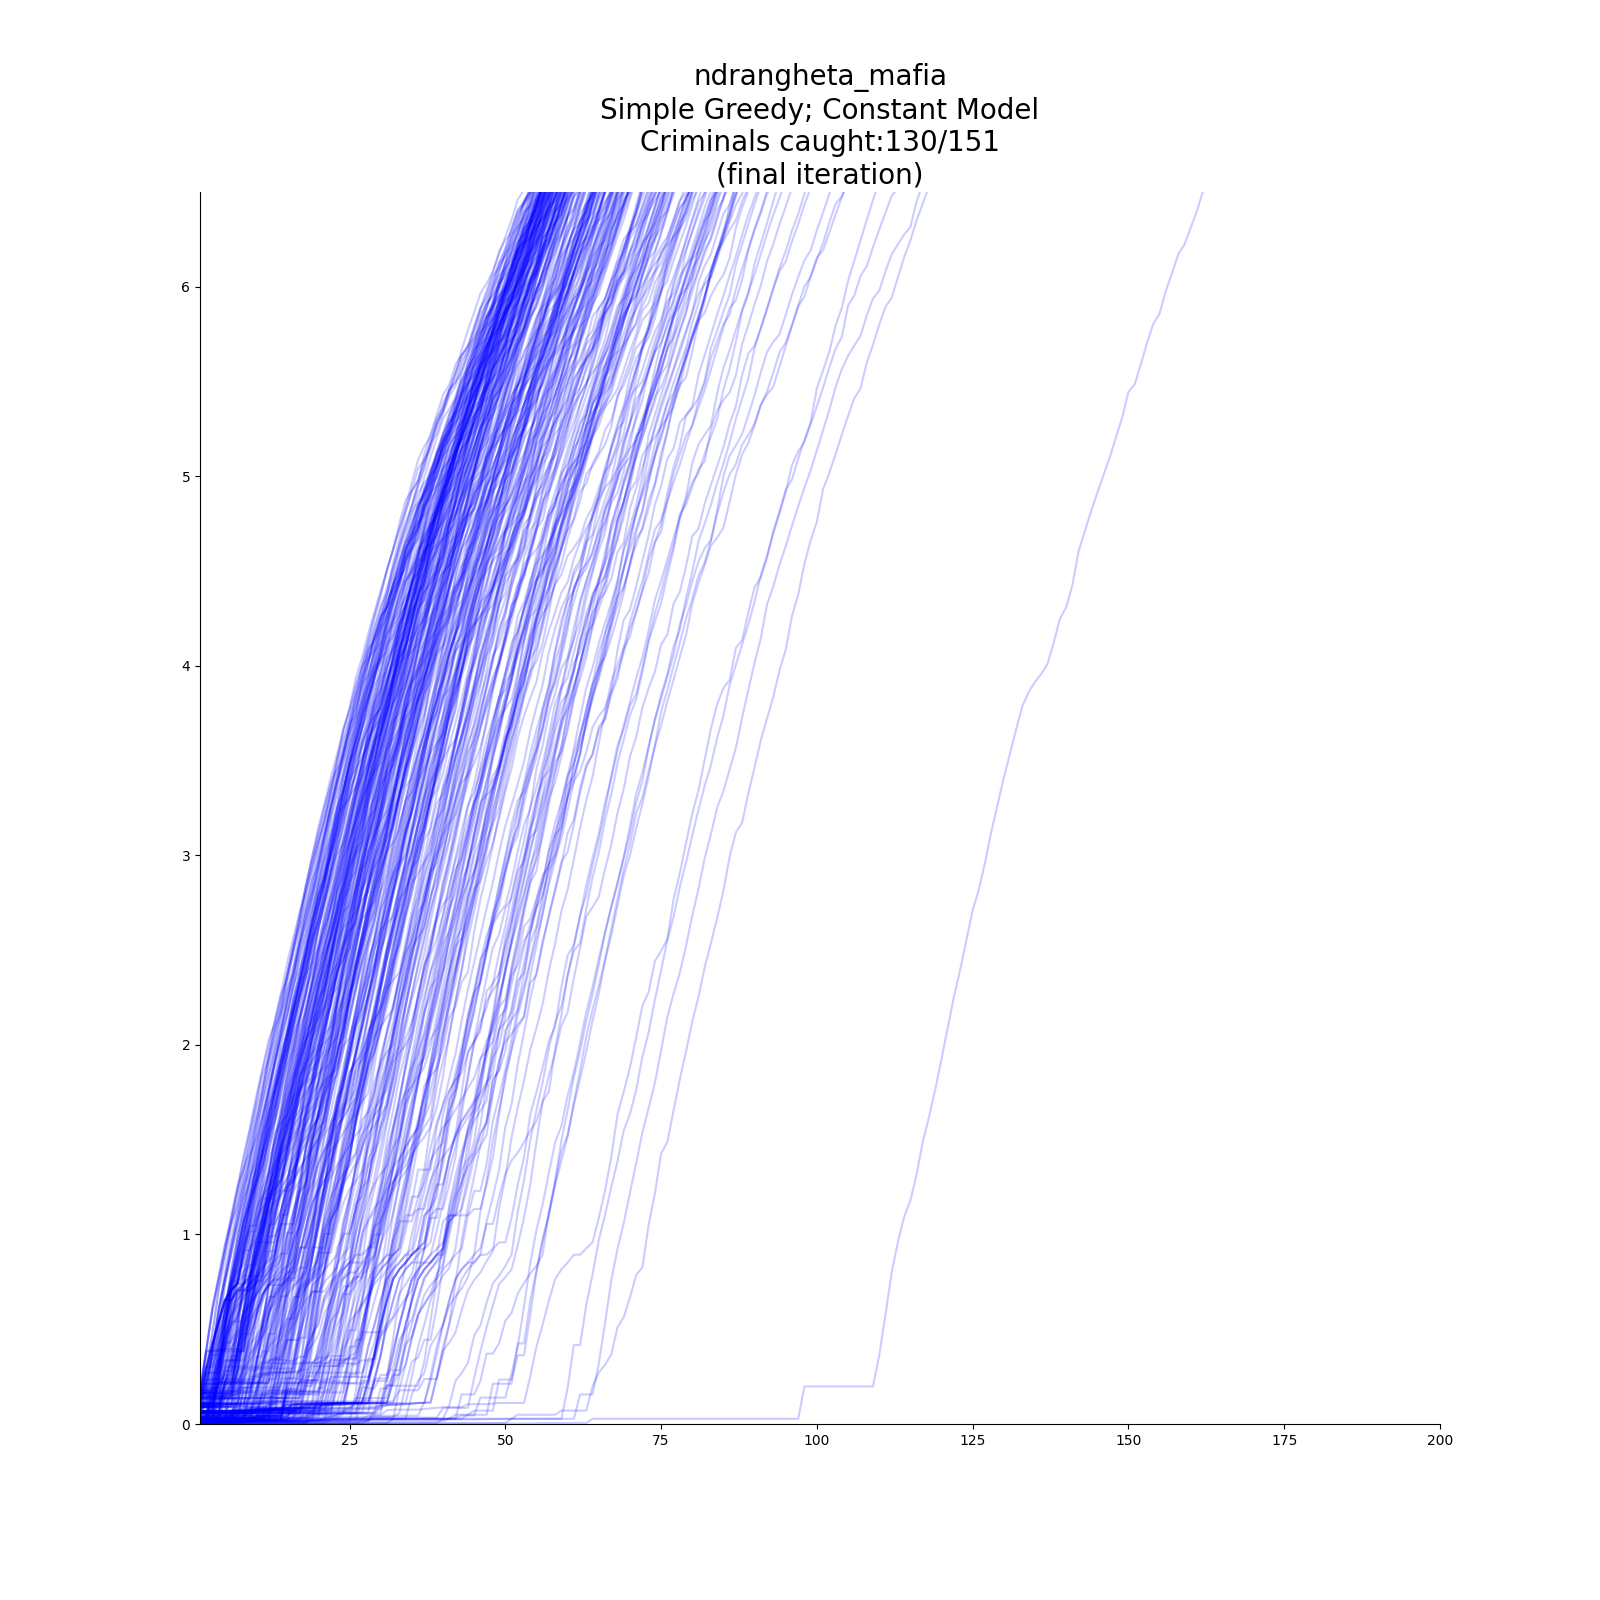 ndrangheta_mafia
Simple Greedy; Constant Model
Criminals caught:130/151
(final iteration)
6
5
4
3
2
1
0
25 50 75 100 125 150 175 200